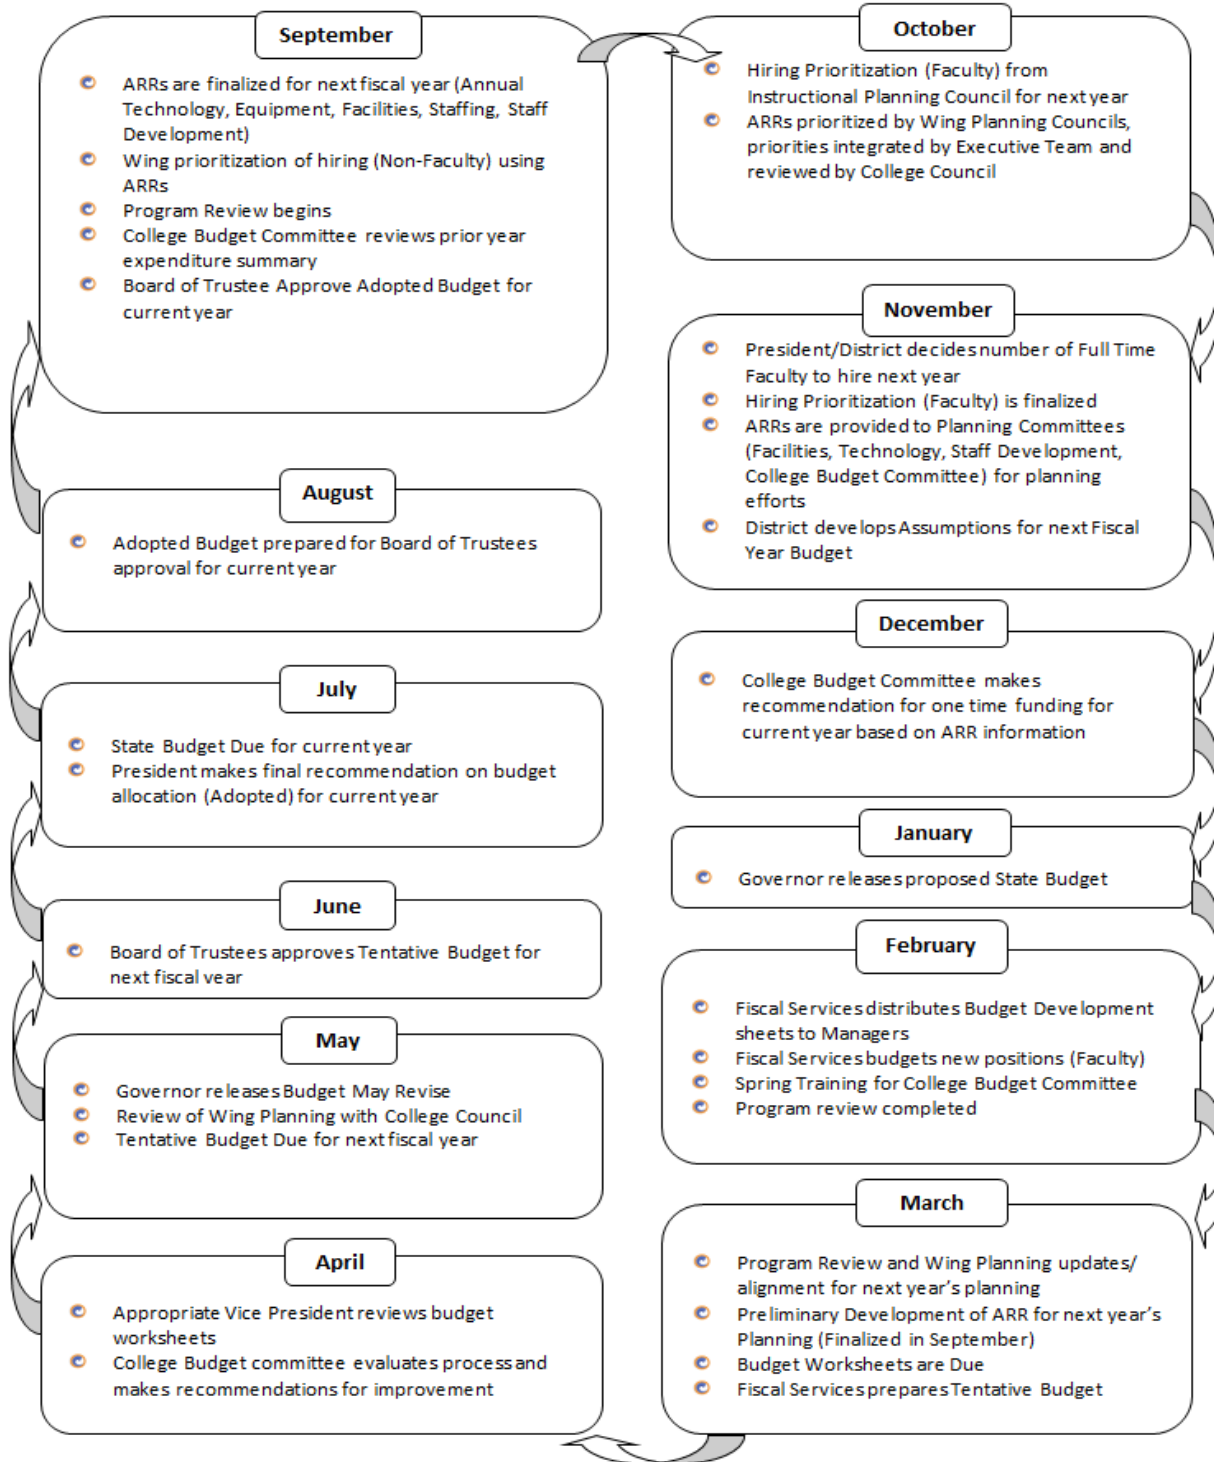 September
ARRs are finalized for next fiscal year (Annual
Technology, Equipment, Facilities, Staffing, Staff
Development)
Wing prioritization of hiring (Non-Faculty) using
ARRs
Program Review begins
College Budget Committee reviews prior year
expenditure summary
Board of Trustee Approve Adopted Budget for
current year
October
Hiring Prioritization (Faculty) from
Instructional Planning Council for next year
ARRs prioritized by Wing Planning Councils,
priorities integrated by Executive Team and
reviewed by College Council
November
President/District decides number of Full Time
Faculty to hire next year
Hiring Prioritization (Faculty) is finalized
ARRs are provided to Planning Committees
(Facilities, Technology, Staff Development,
College Budget Committee) for planning
efforts
District develops Assumptions for next Fiscal
Year Budget
December
College Budget Committee makes
recommendation for one time funding for
current year based on ARR information
January
Governor releases proposed State Budget
February
Fiscal Services distributes Budget Development
sheets to Managers
Fiscal Services budgets new positions (Faculty)
Spring Training for College Budget Committee
Program review completed
March
Program Review and Wing Planning updates/
alignment for next year's planning
Preliminary Development of ARR for next year's
Planning (Finalized in September)
Budget Worksheets are Due
Fiscal Services prepares Tentative Budget
April
Appropriate Vice President reviews budget
worksheets
College Budget committee evaluates process and
makes recommendations for improvement
May
Governor releases Budget May Revise
Review of Wing Planning with College Council
Tentative Budget Due for next fiscal year
June
Board of Trustees approves Tentative Budget for
next fiscal year
July
State Budget Due for current year
President makes final recommendation on budget
allocation (Adopted) for current year
August
Adopted Budget prepared for Board of Trustees
approval for current year